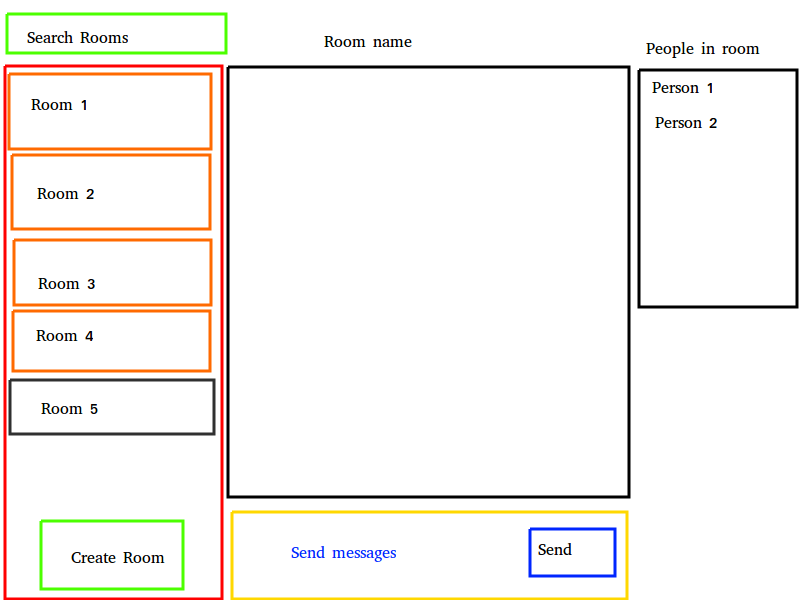 Search Rooms
Room 1
Room 2
Room 3
Room 4
Room 5
Create Room
Room name
Send messages
Send
People in room
Person 1
Person 2